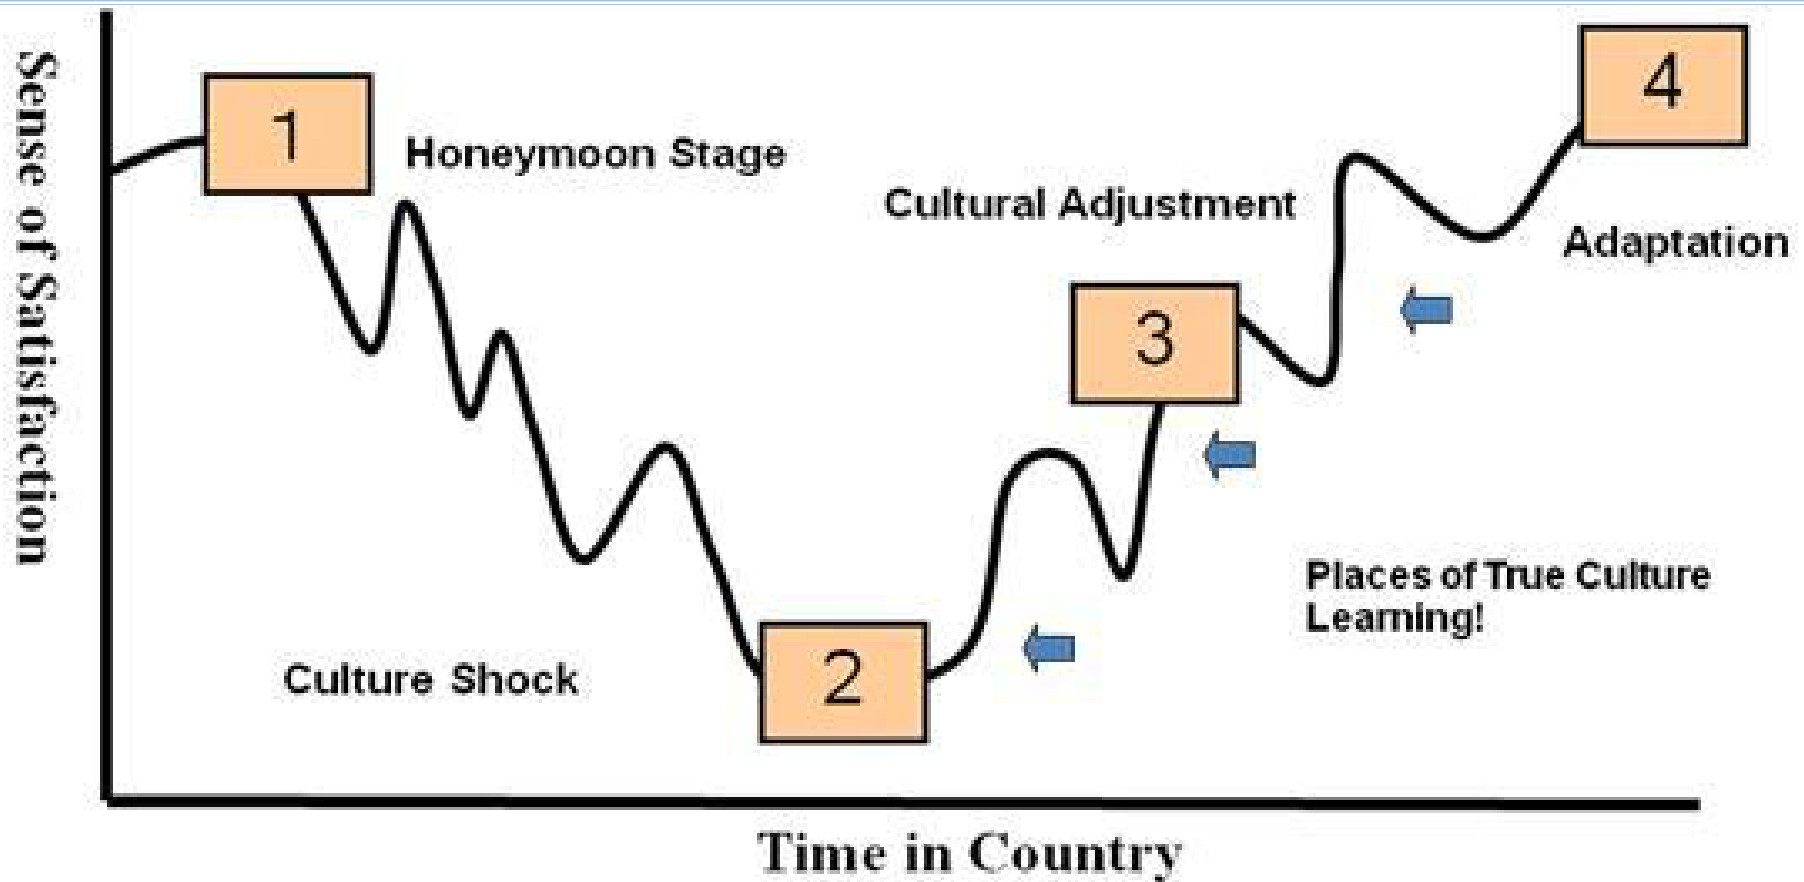 Sense of Satisfaction
1
Honeymoon Stage
4
Cultural Adjustment
Adaptation
3
Places of True Culture
Learning!
Culture Shock
2
Time in Country